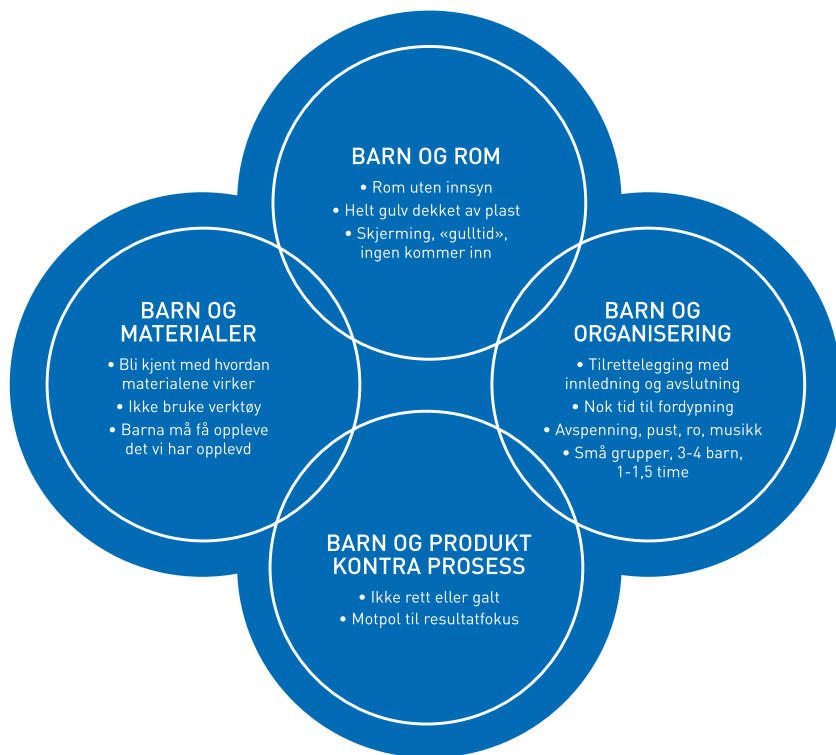 BARN OG ROM
• Rom uten innsyn
• Helt gulv dekket av plast
• Skjerming, «gulltid»,
ingen kommer inn
BARN OG
MATERIALER
• Bli kjent med hvordan
materialene virker
• Ikke bruke verktøy
• Barna må få oppleve
det vi har opplevd
BARN OG
ORGANISERING
• Tilrettelegging med
innledning og avslutning
• Nok tid til fordypning
• Avspenning, pust, ro, musikk
• Små grupper, 3-4 barn,
1-1,5 time
BARN OG PRODUKT
KONTRA PROSESS
• Ikke rett eller galt
• Motpol til resultatfokus